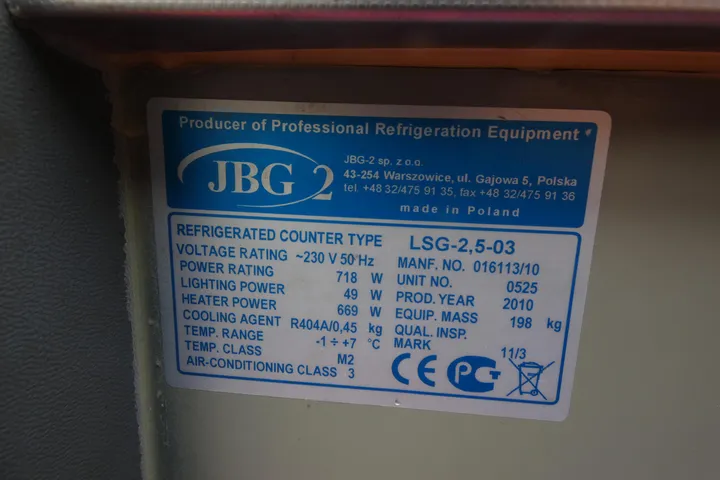 Producer of Professional Refrigeration Equipment
JBG 2
JBG-2 sp. z.o.o.
43-254 Warszowice, ul. Gajowa 5, Polska
tel. +48 32/475 91 35, fax +48 32/475 91 36
made in Poland
REFRIGERATED COUNTER TYPE LSG-2,5-03
VOLTAGE RATING ~230 V 50 Hz
POWER RATING 718 W
LIGHTING POWER 49 W
HEATER POWER 669 W
COOLING AGENT R404A/0,45 kg
TEMP. RANGE -1 ÷ +7 °C
TEMP. CLASS M2
AIR-CONDITIONING CLASS 3
MANF. NO. 016113/10
UNIT NO. 0525
PROD. YEAR 2010
EQUIP. MASS 198 kg
QUAL. INSP.
MARK 11/3
CE PCT